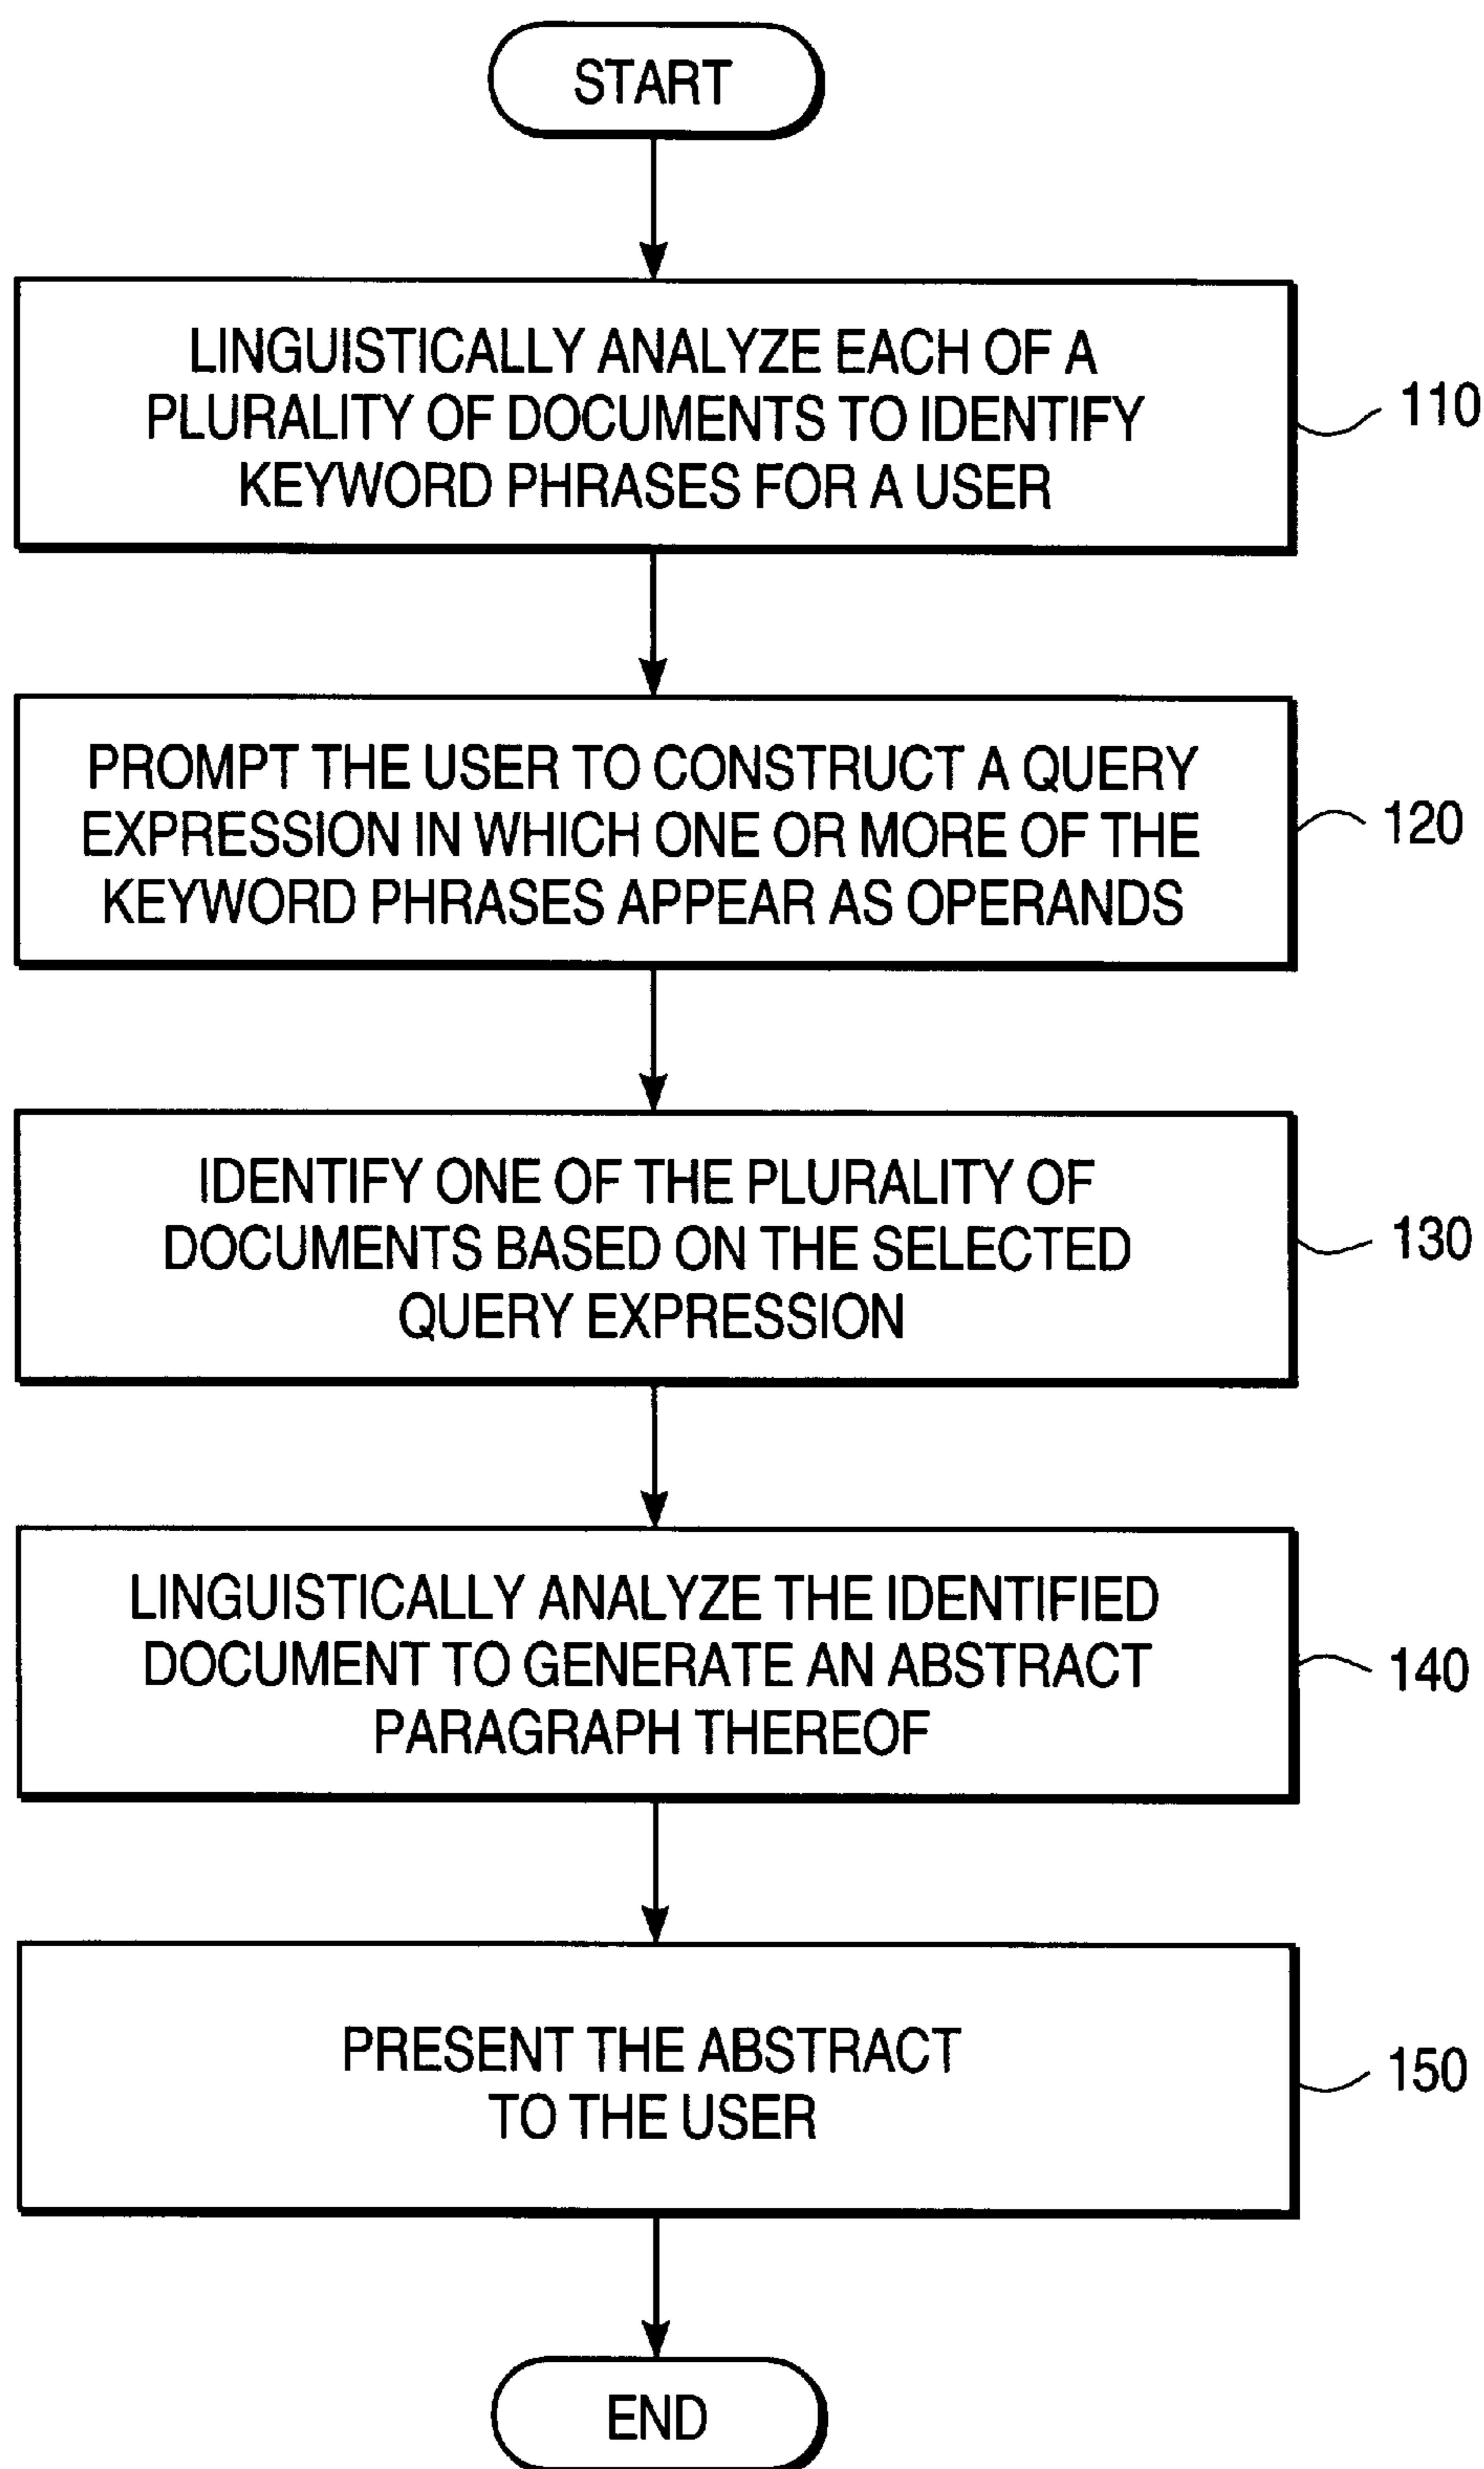 START
LINGUISTICALLY ANALYZE EACH OF A
PLURALITY OF DOCUMENTS TO IDENTIFY
KEYWORD PHRASES FOR A USER
110
PROMPT THE USER TO CONSTRUCT A QUERY
EXPRESSION IN WHICH ONE OR MORE OF THE
KEYWORD PHRASES APPEAR AS OPERANDS
120
IDENTIFY ONE OF THE PLURALITY OF
DOCUMENTS BASED ON THE SELECTED
QUERY EXPRESSION
130
LINGUISTICALLY ANALYZE THE IDENTIFIED
DOCUMENT TO GENERATE AN ABSTRACT
PARAGRAPH THEREOF
140
PRESENT THE ABSTRACT
TO THE USER
150
END